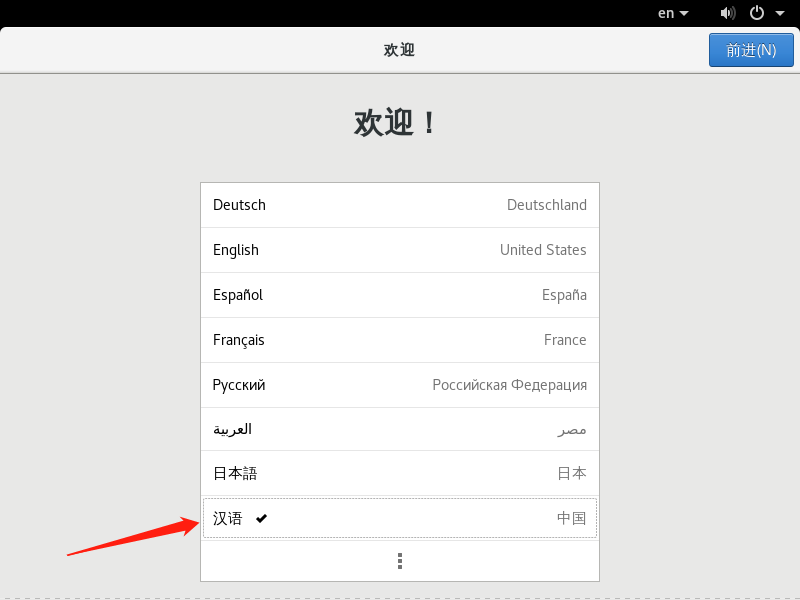 en
欢迎
前进(N)
欢迎！
Deutsch Deutschland
English United States
Español España
Français France
Русский Российская Федерация
العربية مصر
日本語 日本
汉语 ✔ 中国